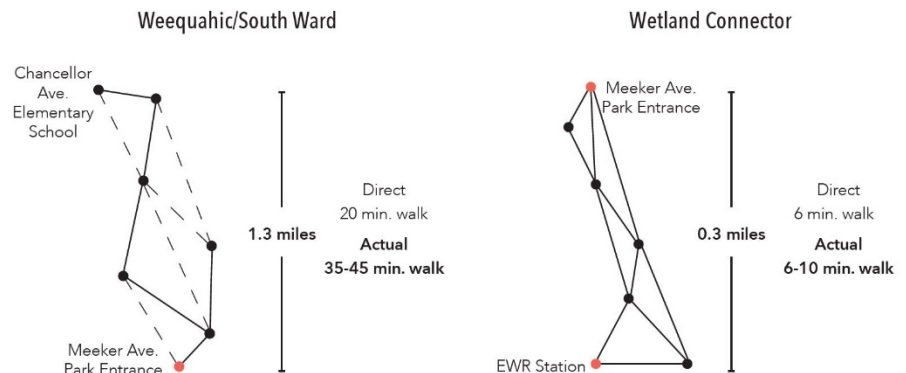 Weequahic/South Ward
Chancellor
Ave.
Elementary
School
1.3 miles
Direct
20 min. walk
Actual
35-45 min. walk
Meeker Ave.
Park Entrance
Wetland Connector
Meeker Ave.
Park Entrance
0.3 miles
Direct
6 min. walk
Actual
6-10 min. walk
EWR Station